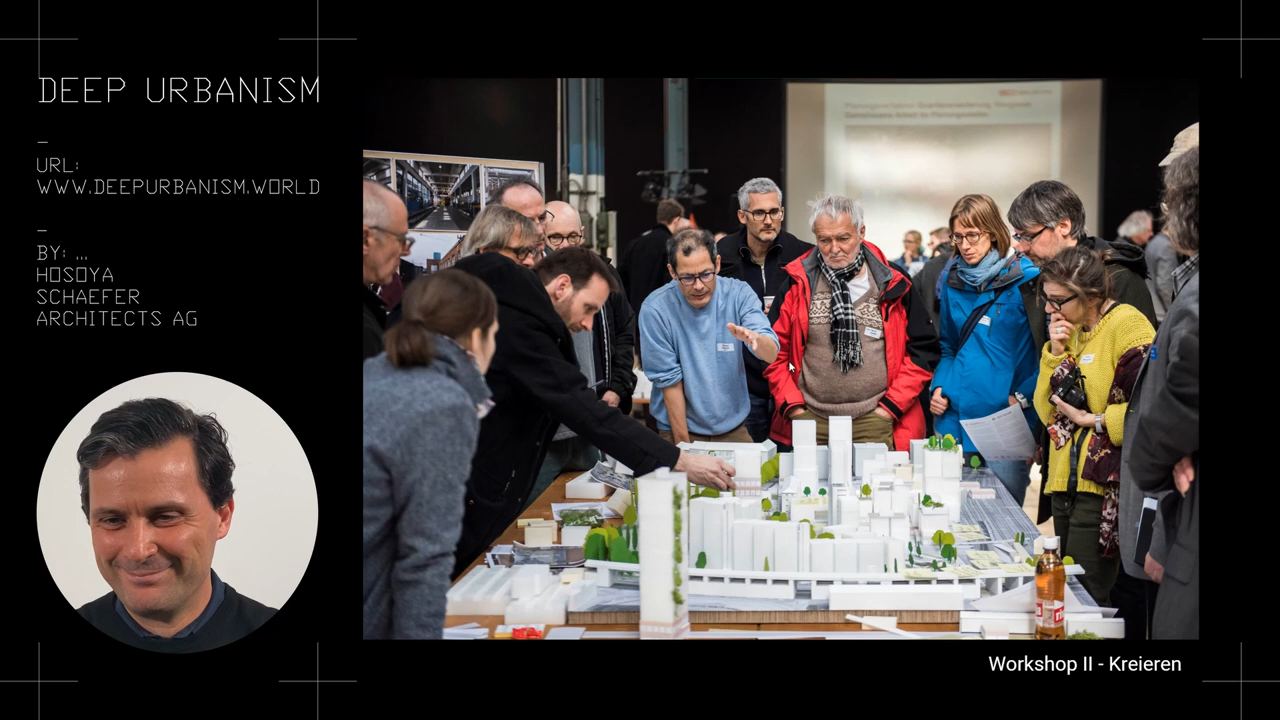 DEEP URBANISM
–
URL:
WWW.DEEPURBANISM.WORLD
–
BY: ...
HOSOYA
SCHAEFER
ARCHITECTS AG
Workshop II - Kreieren